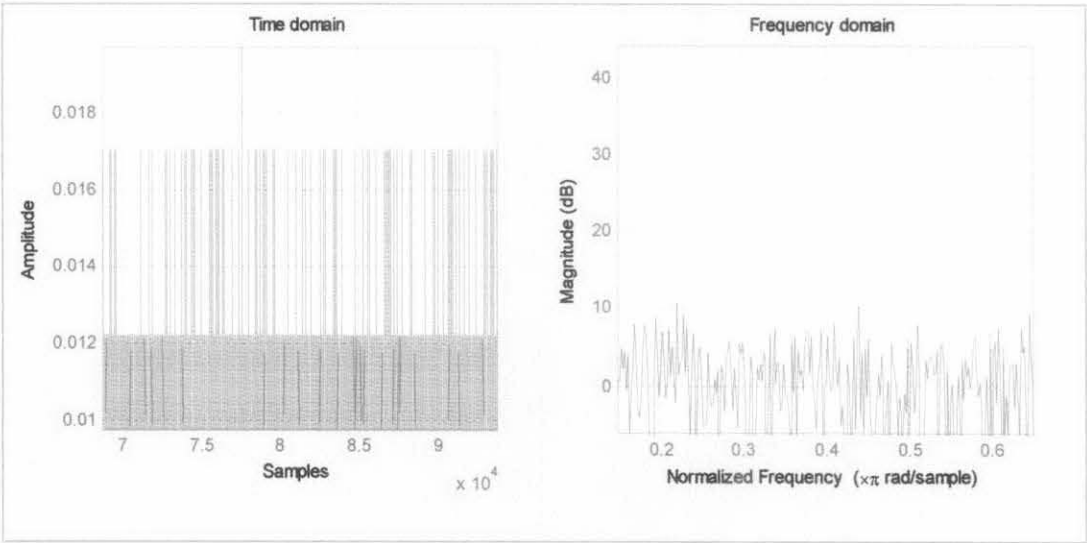 Time domain
Amplitude
0.018
0.016
0.014
0.012
0.01
7 7.5 8 8.5 9
Samples
x 10^4
Frequency domain
Magnitude (dB)
40
30
20
10
0
0.2 0.3 0.4 0.5 0.6
Normalized Frequency (×π rad/sample)